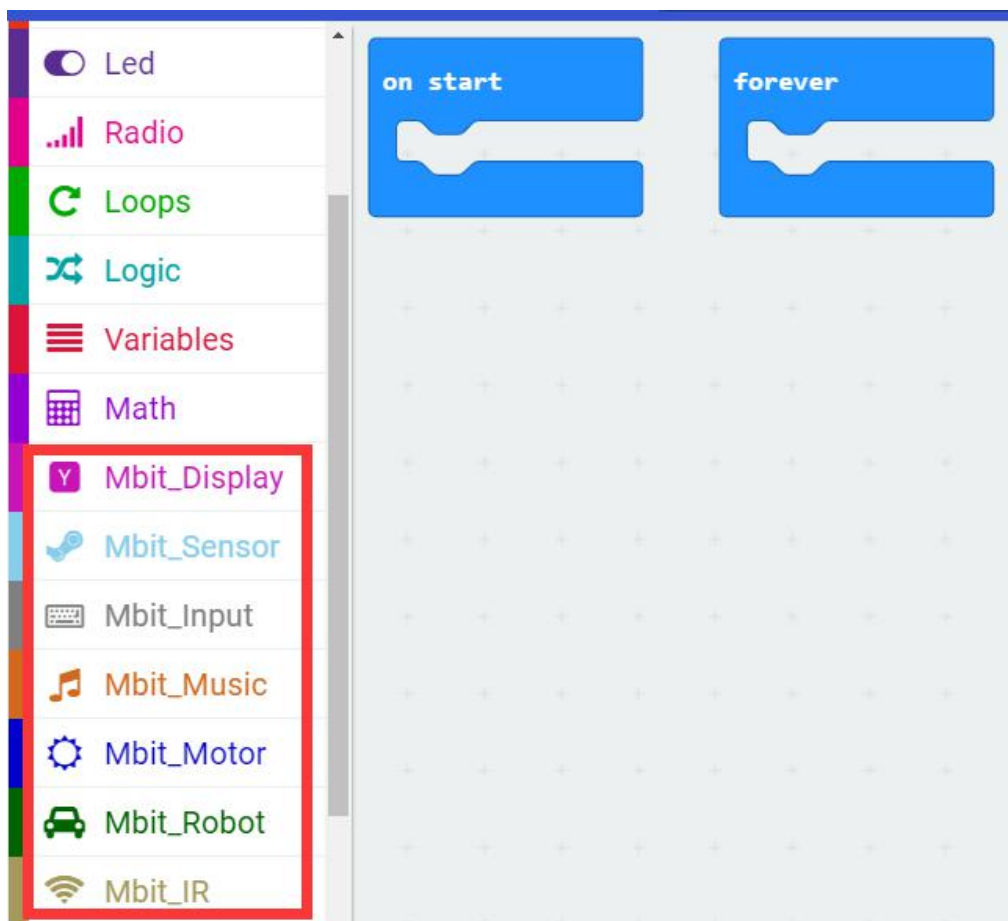 Led
Radio
Loops
Logic
Variables
Math
Mbit_Display
Y
Mbit_Sensor
Mbit_Input
Mbit_Music
Mbit_Motor
Mbit_Robot
Mbit_IR
on start
forever